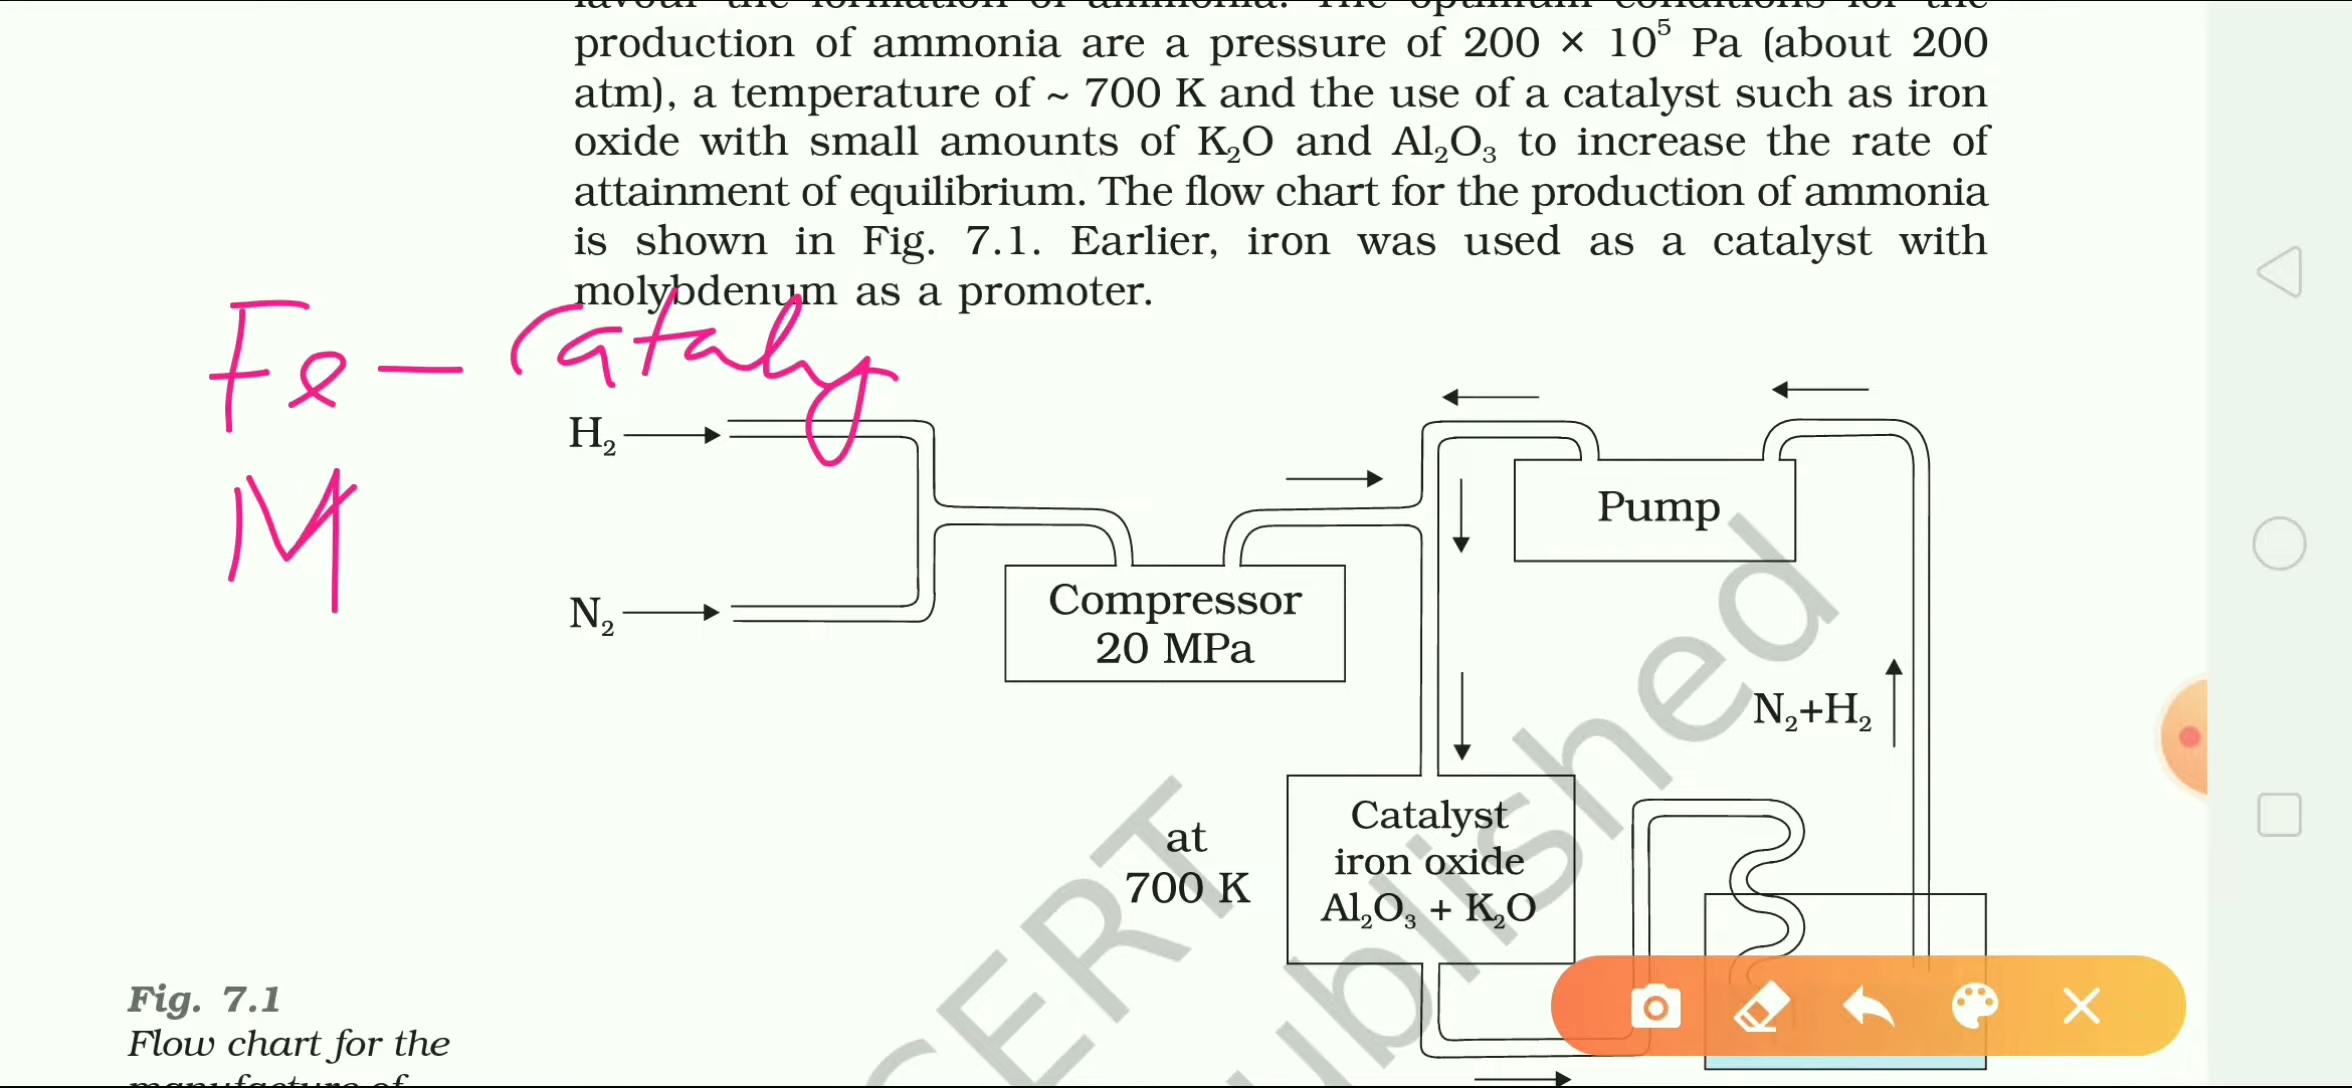 production of ammonia are a pressure of 200 × 10⁵ Pa (about 200
atm), a temperature of ~ 700 K and the use of a catalyst such as iron
oxide with small amounts of K₂O and Al₂O₃ to increase the rate of
attainment of equilibrium. The flow chart for the production of ammonia
is shown in Fig. 7.1. Earlier, iron was used as a catalyst with
molybdenum as a promoter.
Fe - Cataly
H₂
M
Pump
N₂
Compressor
20 MPa
N₂+H₂
at
700 K
Catalyst
iron oxide
Al₂O₃ + K₂O
Fig. 7.1
Flow chart for the
manufacture of
CERT
ublished